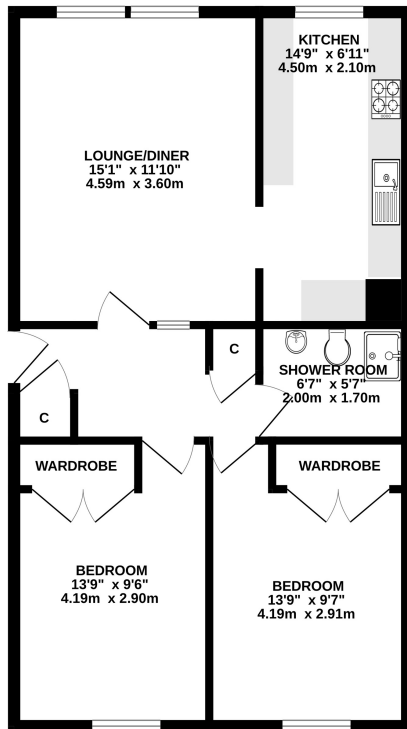 KITCHEN
14'9" x 6'11"
4.50m x 2.10m
LOUNGE/DINER
15'1" x 11'10"
4.59m x 3.60m
C
SHOWER ROOM
6'7" x 5'7"
2.00m x 1.70m
C
WARDROBE
WARDROBE
BEDROOM
13'9" x 9'6"
4.19m x 2.90m
BEDROOM
13'9" x 9'7"
4.19m x 2.91m